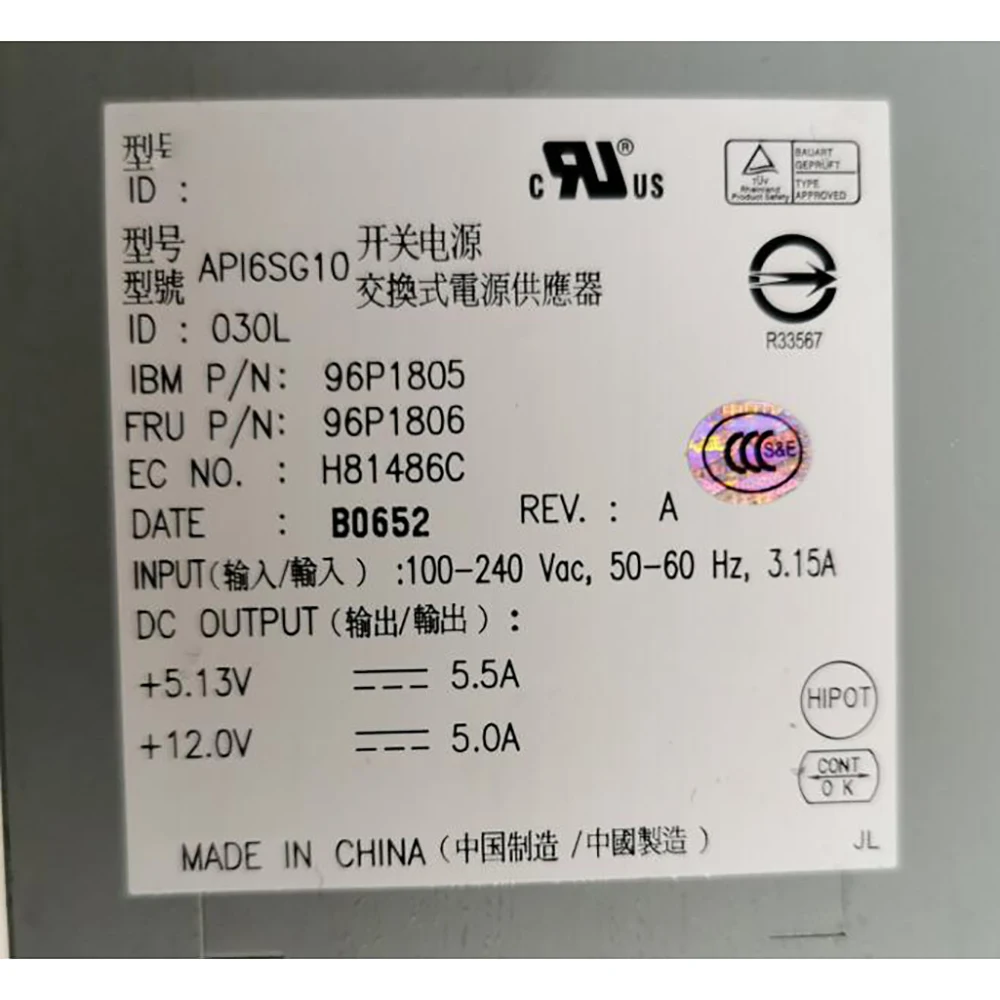 型号
ID :
C RU ® US
TÜV Rheinland Product Safety
BAUART GEPRÜFT
TYPE APPROVED
型号 API6SG10 开关电源
型號 交換式電源供應器
R33567
ID : 030L
IBM P/N: 96P1805
FRU P/N: 96P1806
EC NO. : H81486C
CCC S&E
DATE : B0652 REV. : A
INPUT(输入/輸入) :100-240 Vac, 50-60 Hz, 3.15A
DC OUTPUT(输出/輸出) :
+5.13V 5.5A
+12.0V 5.0A
HIPOT
CONT
OK
MADE IN CHINA(中国制造/中國製造)
JL